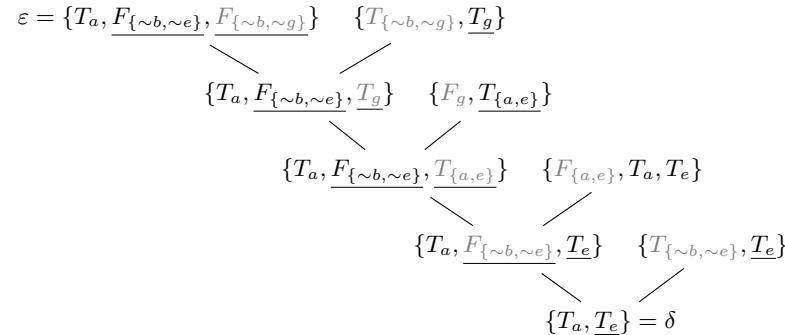 ε = {T_a, F_{∼b,∼e}, F_{∼b,∼g}} {T_{∼b,∼g}, T_g}
{T_a, F_{∼b,∼e}, T_g} {F_g, T_{a,e}}
{T_a, F_{∼b,∼e}, T_{a,e}} {F_{a,e}, T_a, T_e}
{T_a, F_{∼b,∼e}, T_e} {T_{∼b,∼e}, T_e}
{T_a, T_e} = δ